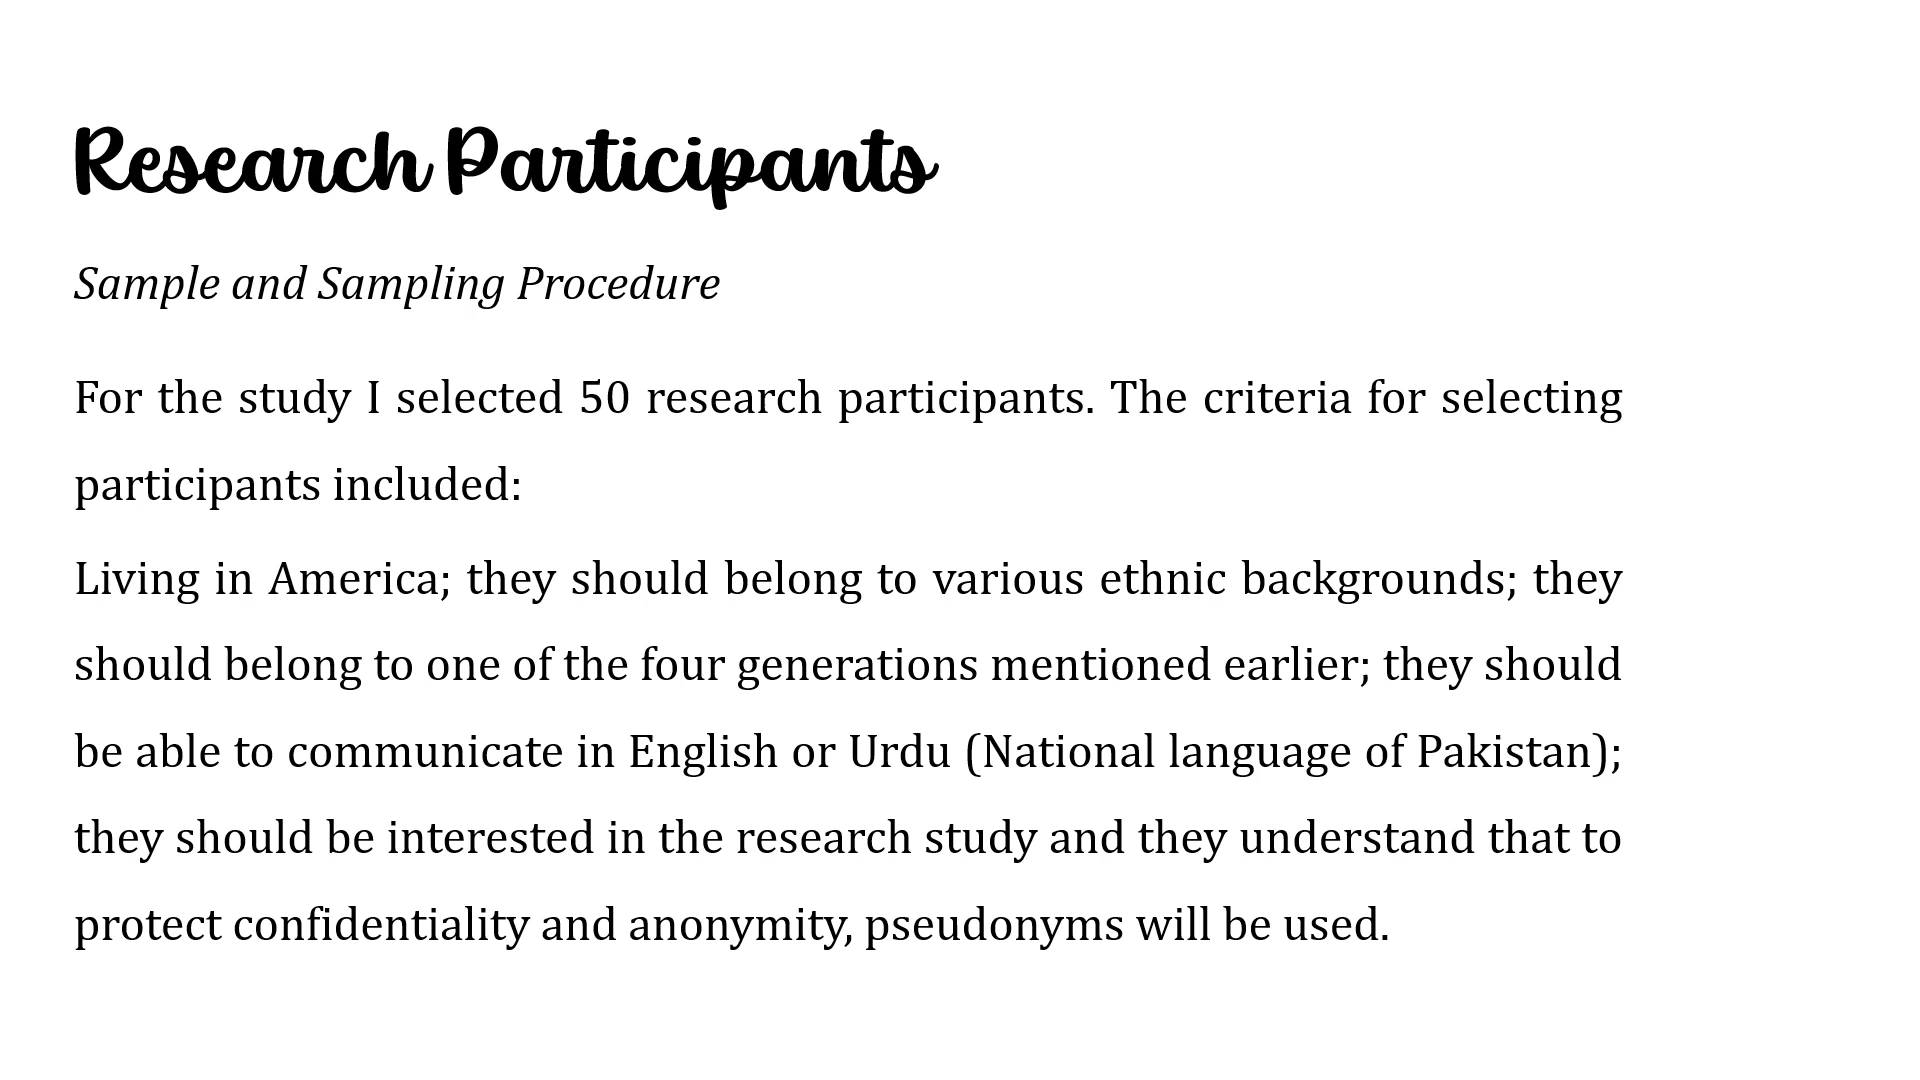 Research Participants
Sample and Sampling Procedure
For the study I selected 50 research participants. The criteria for selecting
participants included:
Living in America; they should belong to various ethnic backgrounds; they
should belong to one of the four generations mentioned earlier; they should
be able to communicate in English or Urdu (National language of Pakistan);
they should be interested in the research study and they understand that to
protect confidentiality and anonymity, pseudonyms will be used.